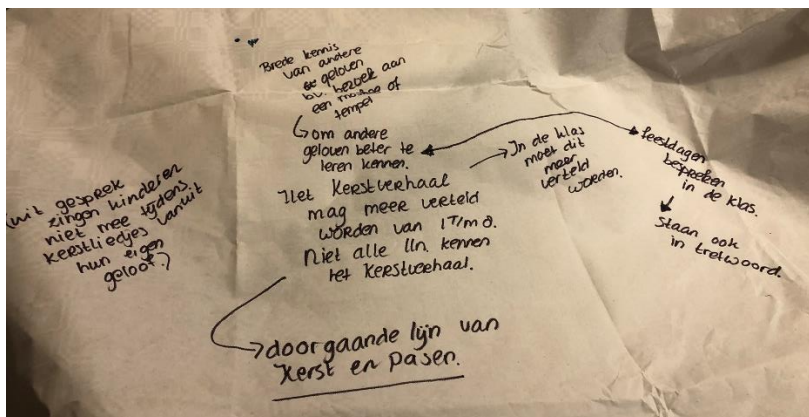 Brede kennis
van andere
geloven
b.v. bezoek aan
een moskee of
tempel
om andere
geloven beter te
leren kennen.
In de klas
moet dit
meer
verteld
worden.
feestdagen
bespreken
in de klas.
Staan ook
in trefwoord.
Het Kerstverhaal
mag meer verteld
worden van 1 T/m 8.
Niet alle lln. kennen
het Kerstverhaal.
doorgaande lijn van
Kerst en Pasen.
(uit gesprek
zingen kinderen
niet mee tijdens
kerstliedjes vanuit
hun eigen
geloof.)